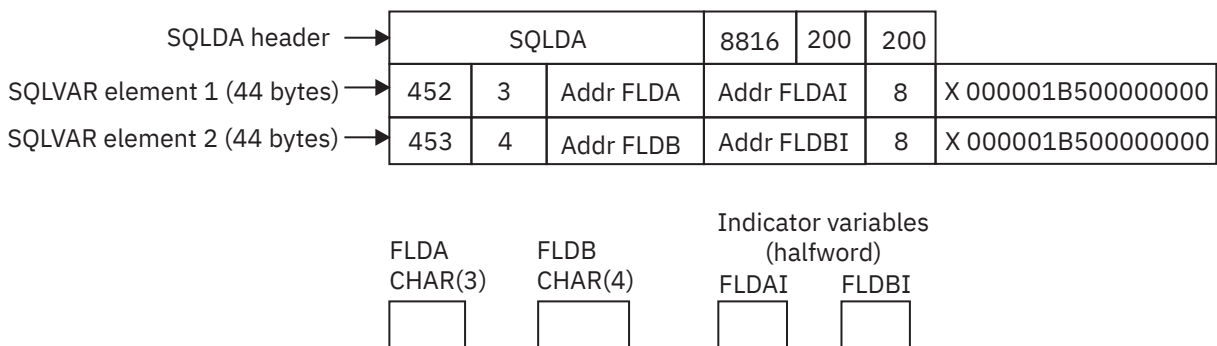 SQLDA header SQLDA 8816 200 200
SQLVAR element 1 (44 bytes) 452 3 Addr FLDA Addr FLDAI 8 X 000001B500000000
SQLVAR element 2 (44 bytes) 453 4 Addr FLDB Addr FLDBI 8 X 000001B500000000
Indicator variables
(halfword)
FLDA
CHAR(3)
FLDB
CHAR(4)
FLDAI FLDBI